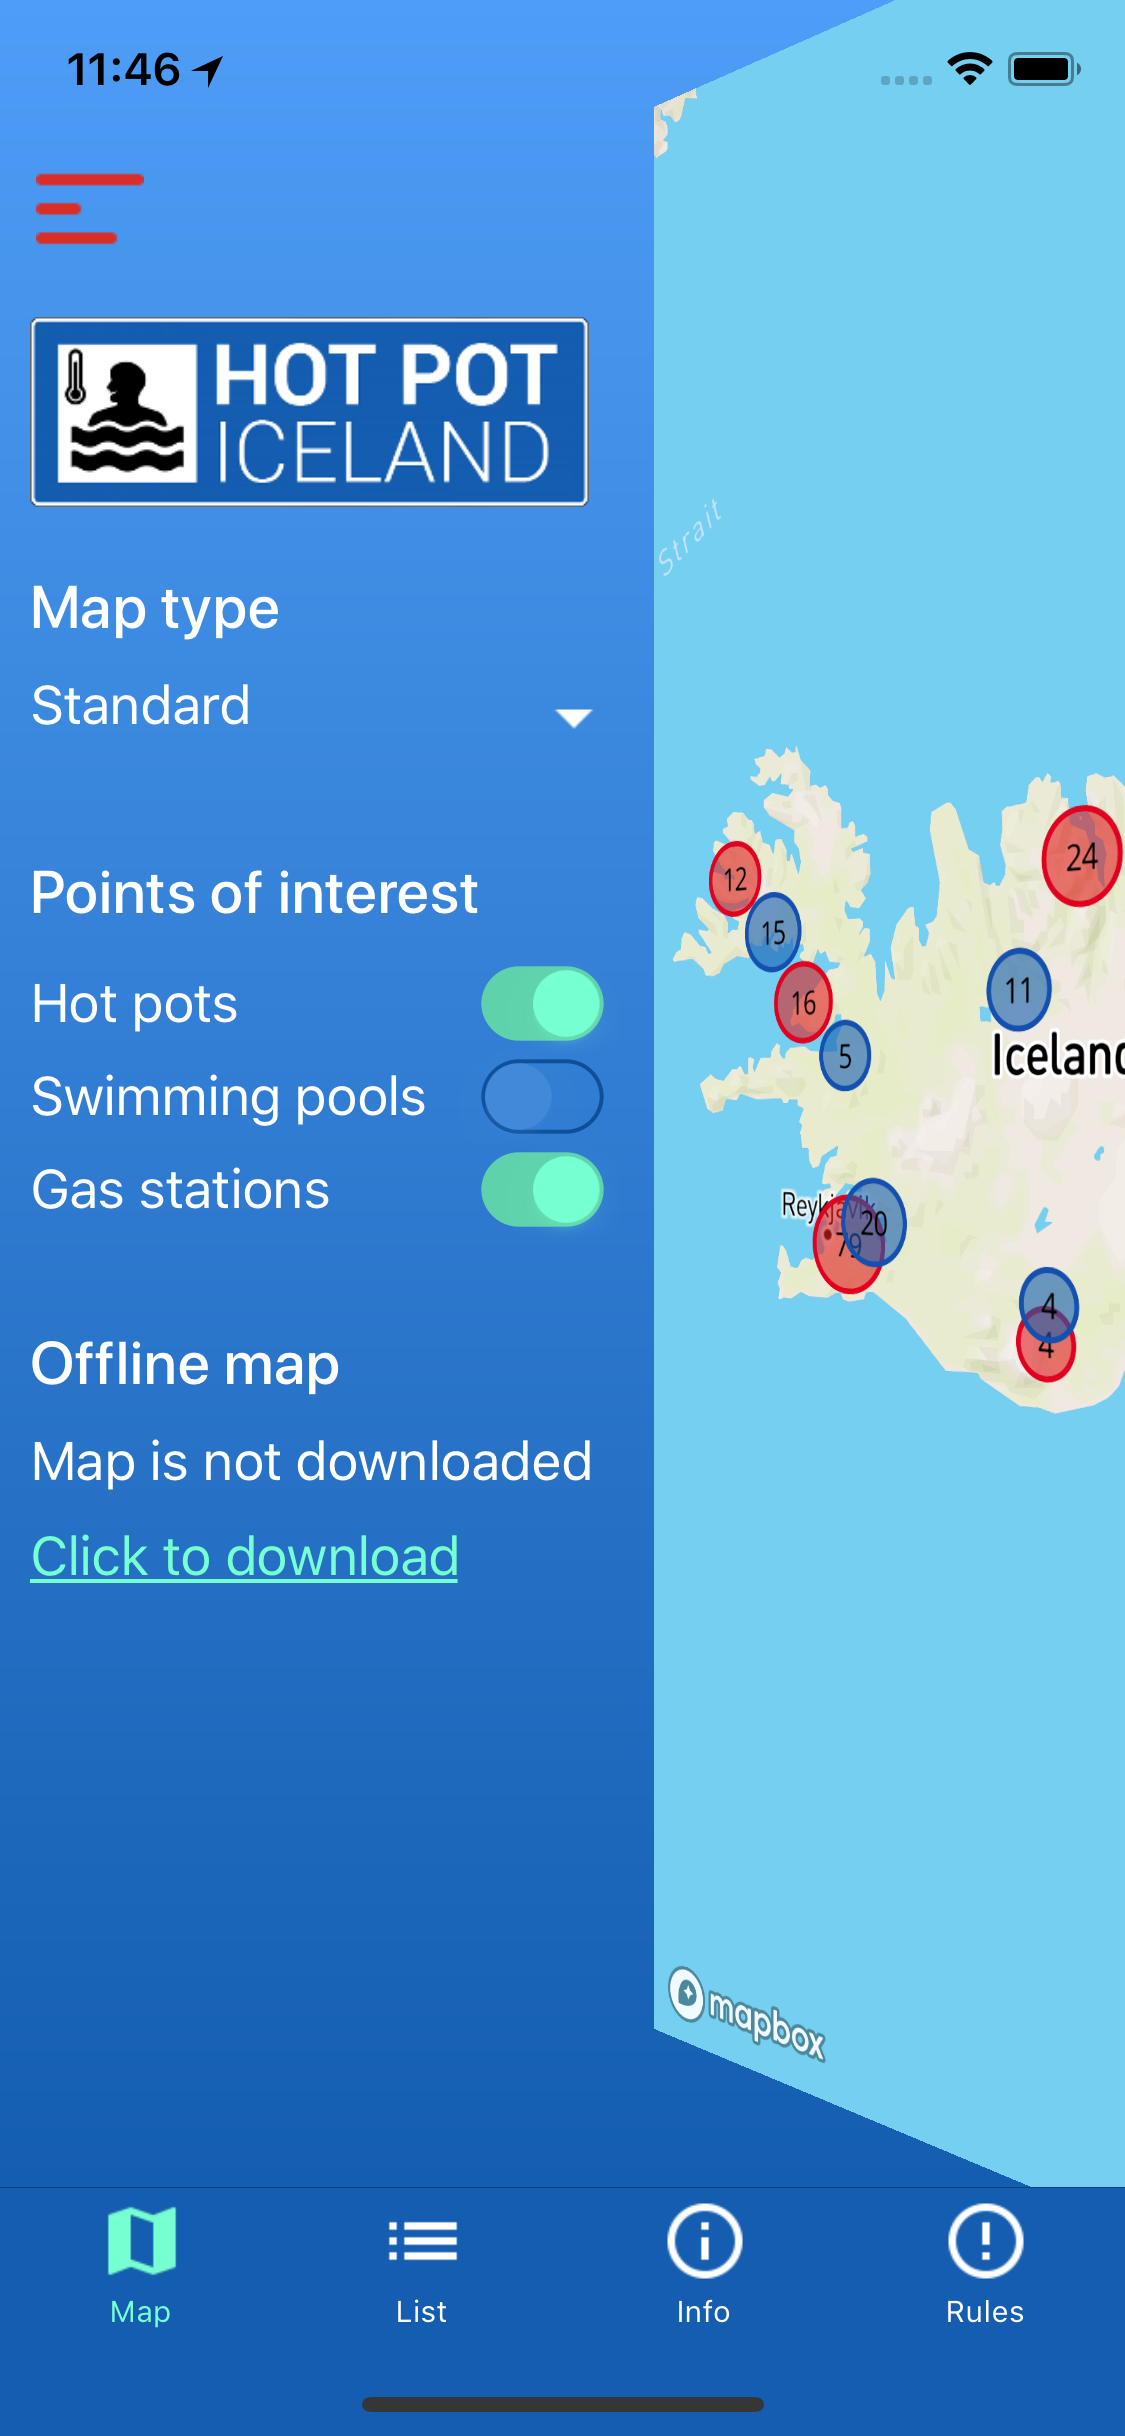 11:46
HOT POT
ICELAND
Map type
Standard
Points of interest
Hot pots
Swimming pools
Gas stations
Offline map
Map is not downloaded
Click to download
Strait
12
15
16
5
24
11
Iceland
Reykjavik
20
79
4
4
mapbox
Map
List
Info
Rules